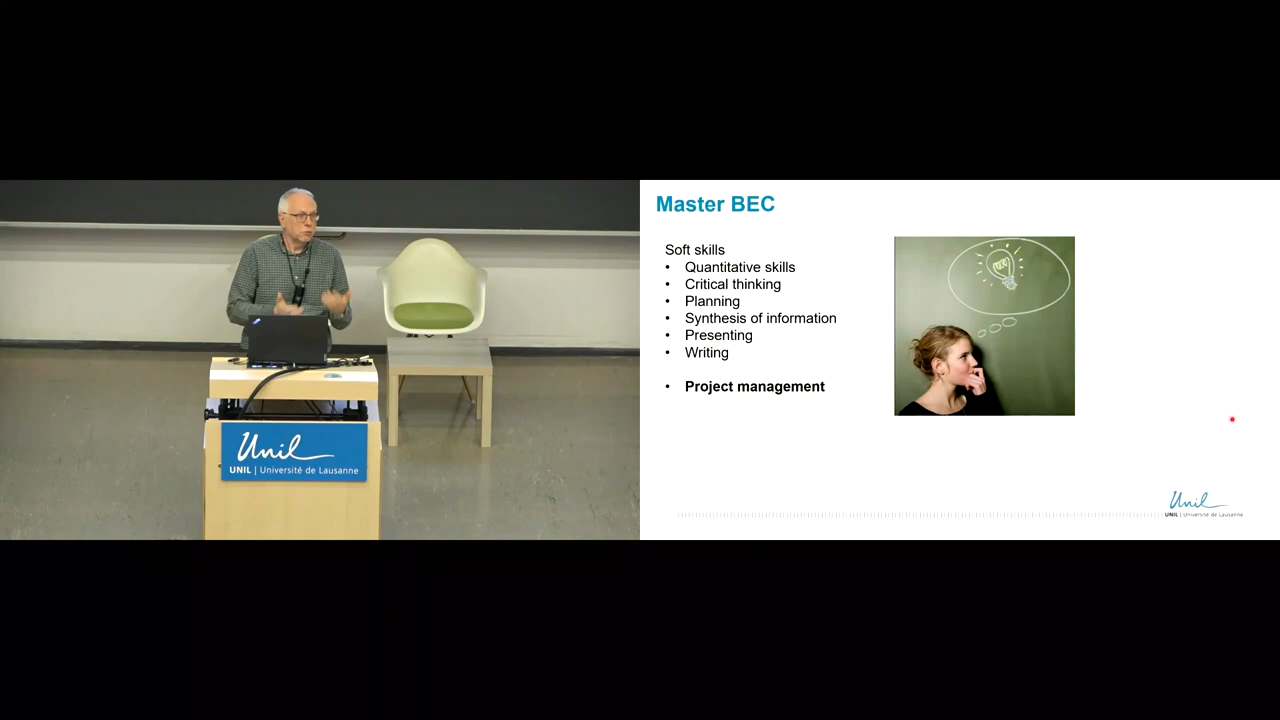 Unil
UNIL | Université de Lausanne
Master BEC
Soft skills
• Quantitative skills
• Critical thinking
• Planning
• Synthesis of information
• Presenting
• Writing
• Project management
Unil
UNIL | Université de Lausanne